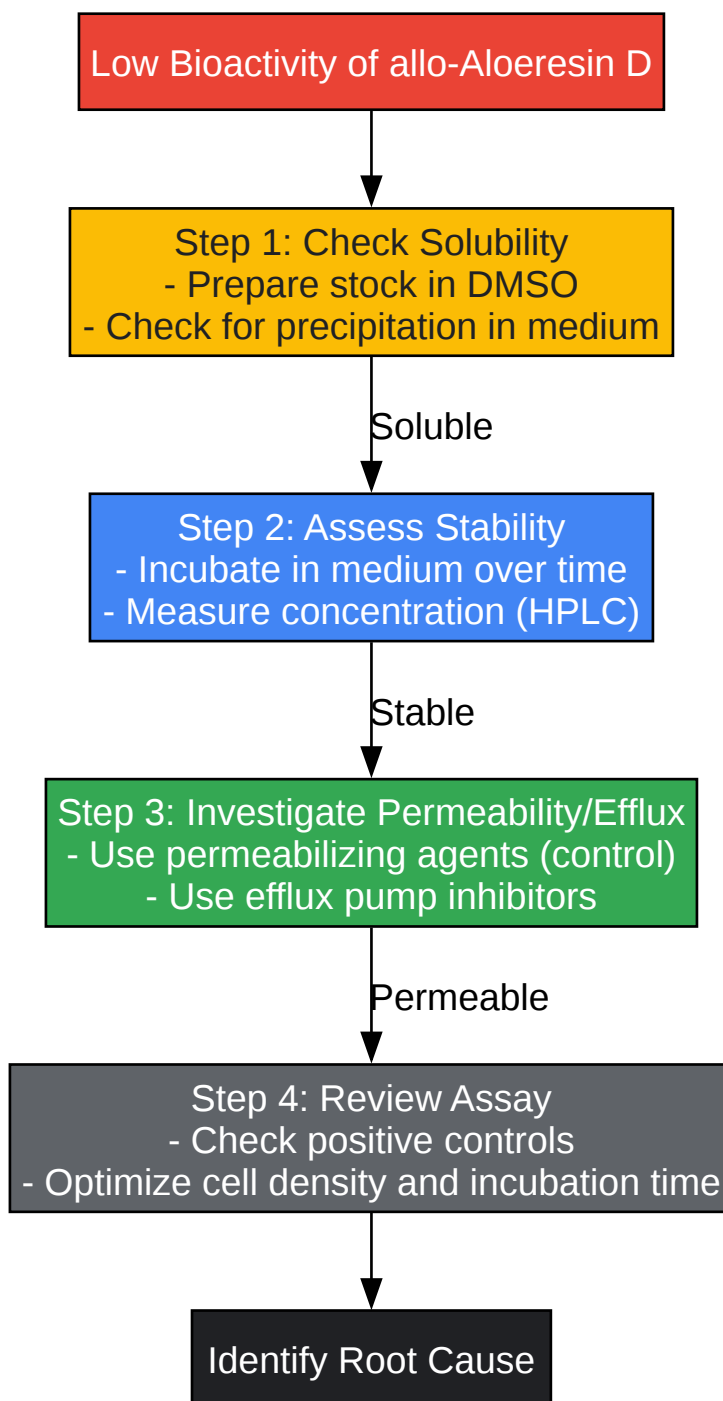 Low Bioactivity of allo-Aloeresin D
Step 1: Check Solubility
- Prepare stock in DMSO
- Check for precipitation in medium
Soluble
Step 2: Assess Stability
- Incubate in medium over time
- Measure concentration (HPLC)
Stable
Step 3: Investigate Permeability/Efflux
- Use permeabilizing agents (control)
- Use efflux pump inhibitors
Permeable
Step 4: Review Assay
- Check positive controls
- Optimize cell density and incubation time
Identify Root Cause